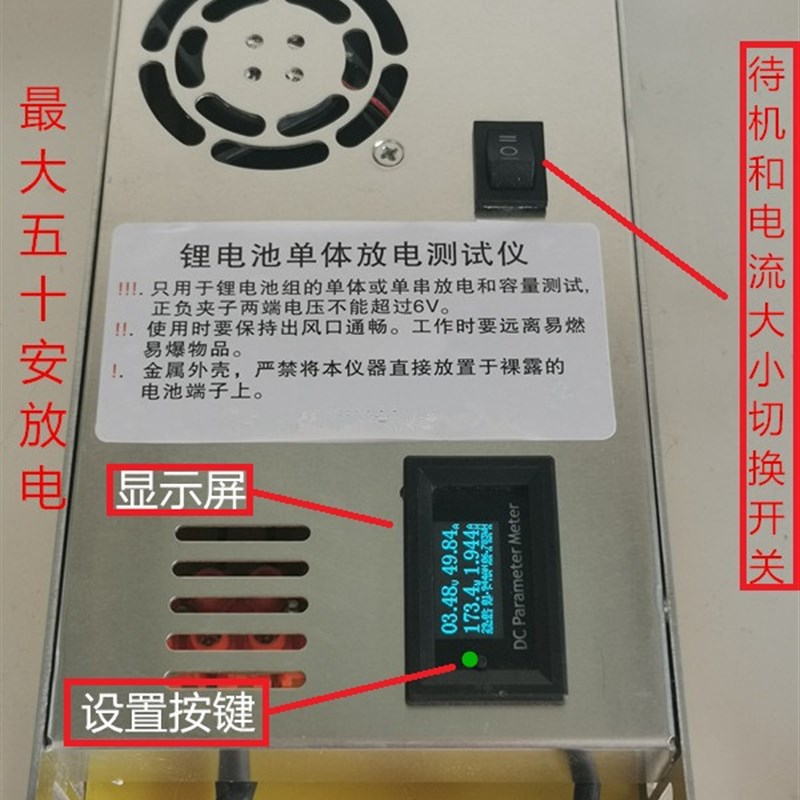 最大五十安放电
待机和电流大小切换开关
锂电池单体放电测试仪
!!!. 只用于锂电池组的单体或单串放电和容量测试,
正负夹子两端电压不能超过6V。
!!. 使用时要保持出风口通畅。工作时要远离易燃
易爆物品。
!. 金属外壳，严禁将本仪器直接放置于裸露的
电池端子上。
显示屏
03.48V 49.84A
173.4W 1.944
DC Parameter Meter
设置按键